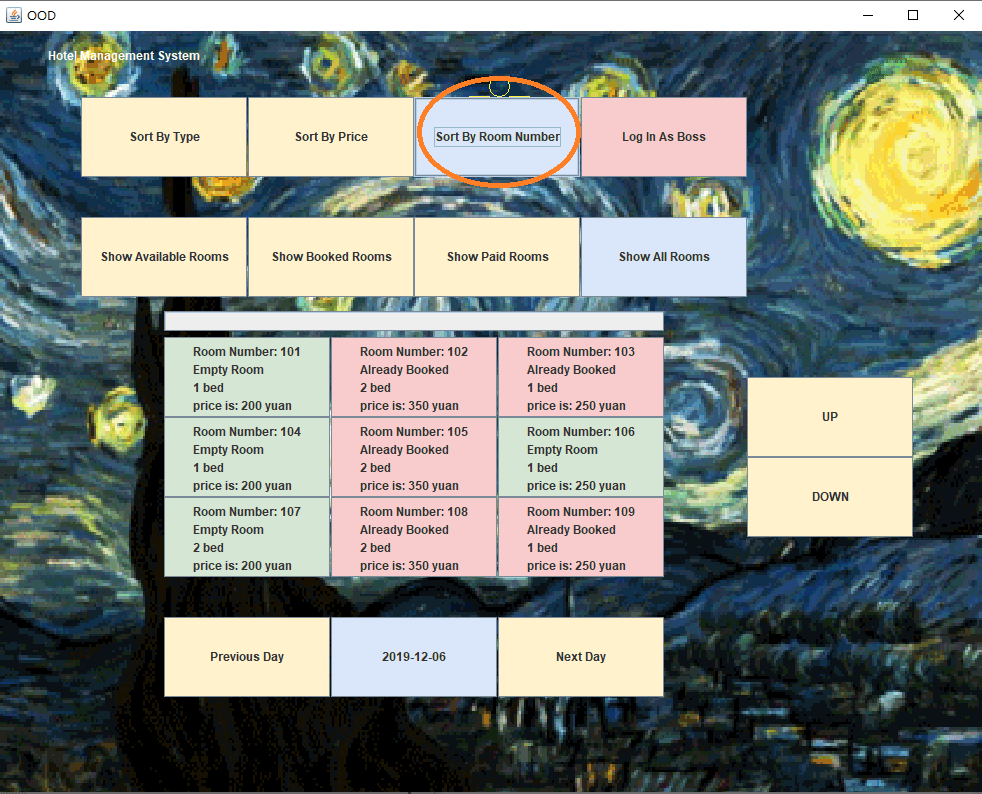 OOD
Hotel Management System
Sort By Type
Sort By Price
Sort By Room Number
Log In As Boss
Show Available Rooms
Show Booked Rooms
Show Paid Rooms
Show All Rooms
Room Number: 101
Empty Room
1 bed
price is: 200 yuan
Room Number: 102
Already Booked
2 bed
price is: 350 yuan
Room Number: 103
Already Booked
1 bed
price is: 250 yuan
Room Number: 104
Empty Room
1 bed
price is: 200 yuan
Room Number: 105
Already Booked
2 bed
price is: 350 yuan
Room Number: 106
Empty Room
1 bed
price is: 250 yuan
Room Number: 107
Empty Room
2 bed
price is: 200 yuan
Room Number: 108
Already Booked
2 bed
price is: 350 yuan
Room Number: 109
Already Booked
1 bed
price is: 250 yuan
UP
DOWN
Previous Day
2019-12-06
Next Day